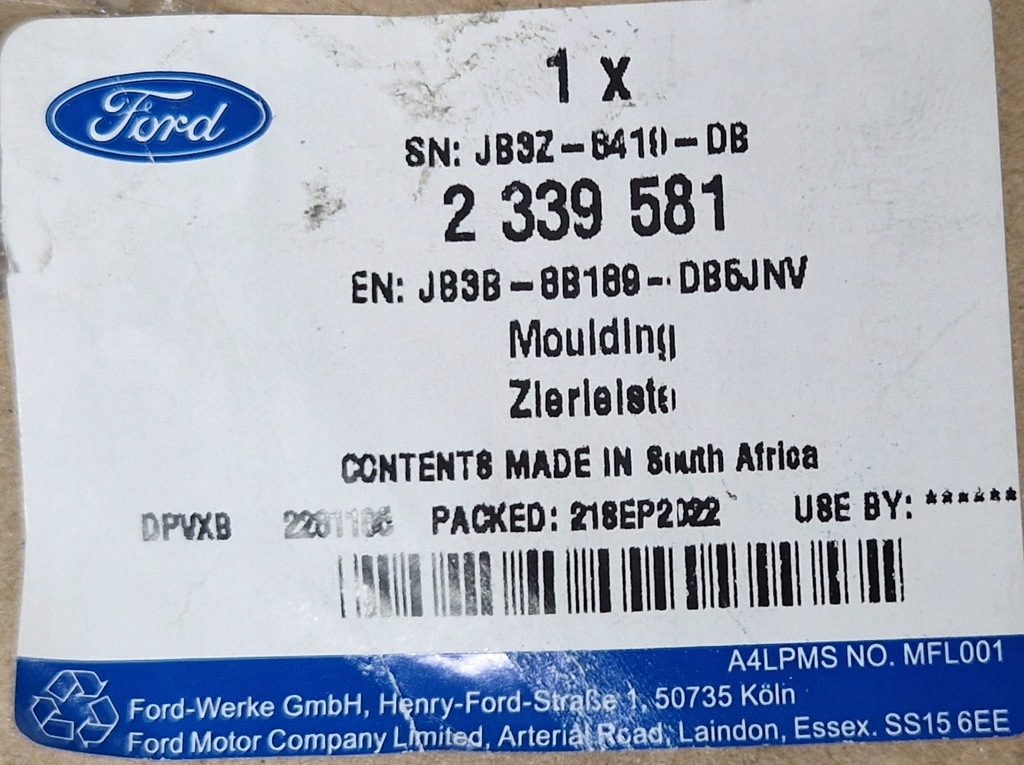 Ford
1 x
SN: JB3Z-8419-DB
2 339 581
EN: JB3B-8B189-DB5JNV
Moulding
Zierleiste
CONTENTS MADE IN South Africa
DPVXB PACKED: 21SEP2022 USE BY: ******
A4LPMS NO. MFL001
Ford-Werke GmbH, Henry-Ford-Straße 1, 50735 Köln
Ford Motor Company Limited, Arterial Road, Laindon, Essex. SS15 6EE